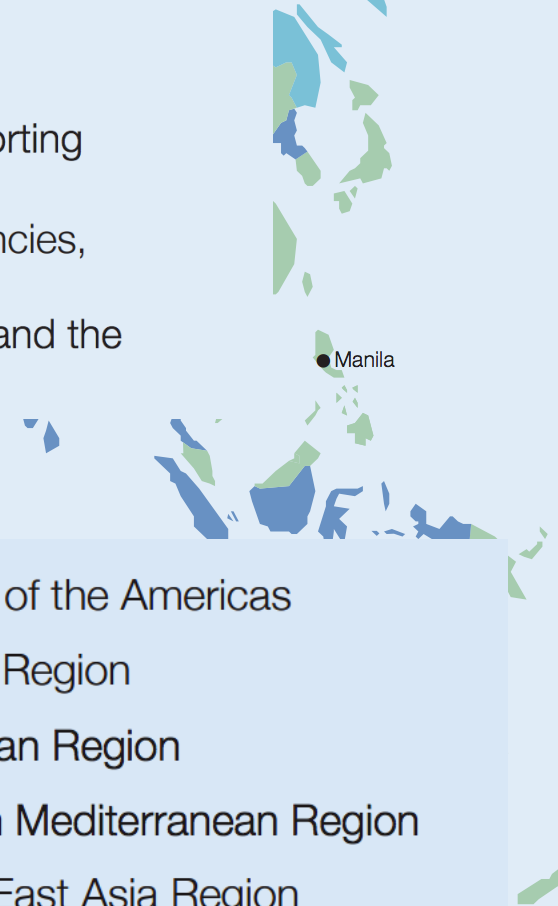 orting
ncies,
and the
Manila
of the Americas
Region
an Region
Mediterranean Region
East Asia Region